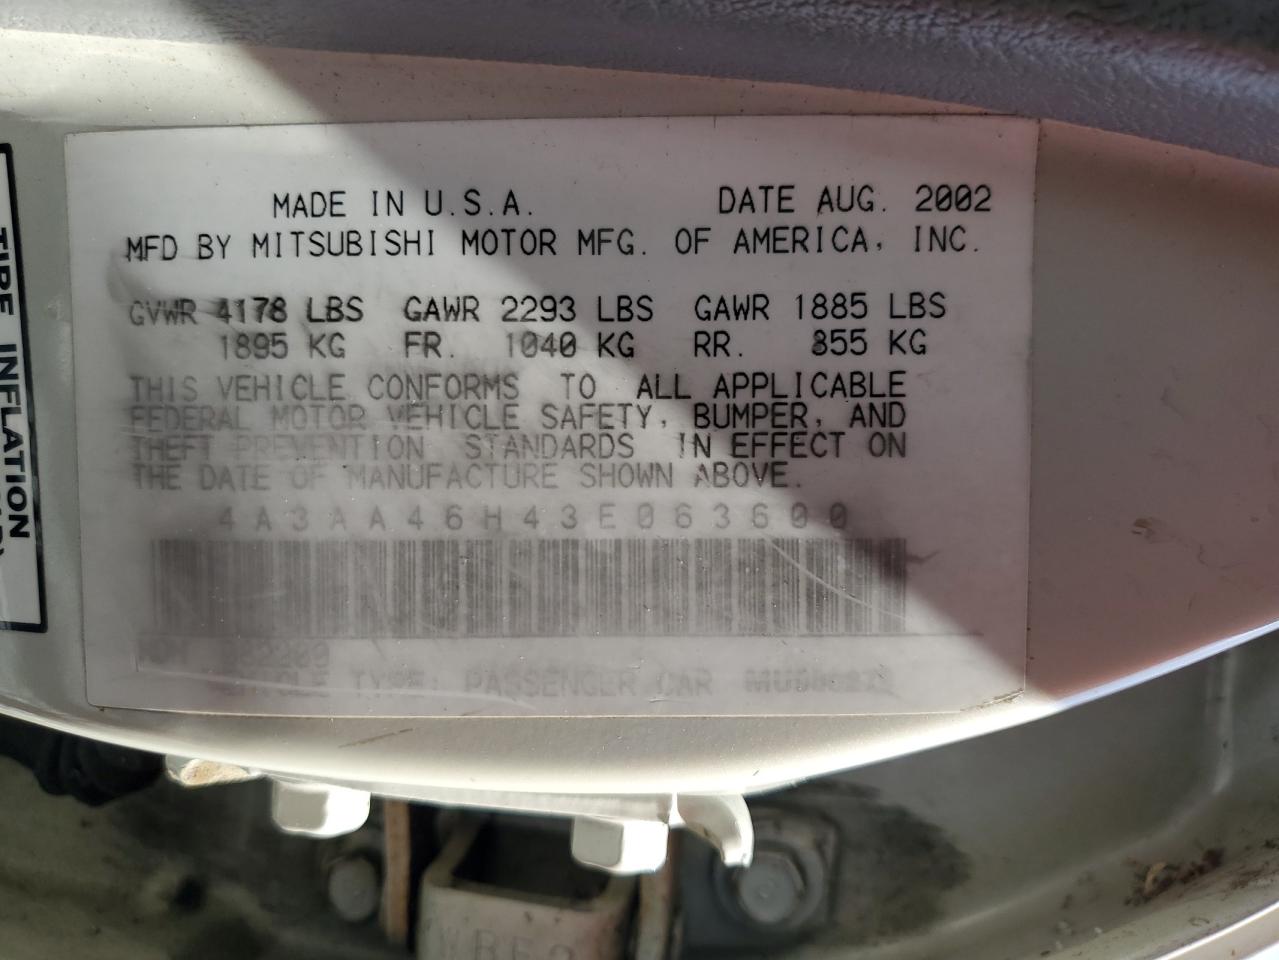 MADE IN U.S.A. DATE AUG. 2002
MFD BY MITSUBISHI MOTOR MFG. OF AMERICA, INC.
GVWR 4178 LBS GAWR 2293 LBS GAWR 1885 LBS
1895 KG FR. 1040 KG RR. 855 KG
THIS VEHICLE CONFORMS TO ALL APPLICABLE
FEDERAL MOTOR VEHICLE SAFETY, BUMPER, AND
THEFT PREVENTION STANDARDS IN EFFECT ON
THE DATE OF MANUFACTURE SHOWN ABOVE.
4A3AA46H43E063600
VEHICLE TYPE: PASSENGER CAR
TIRE INFLATION